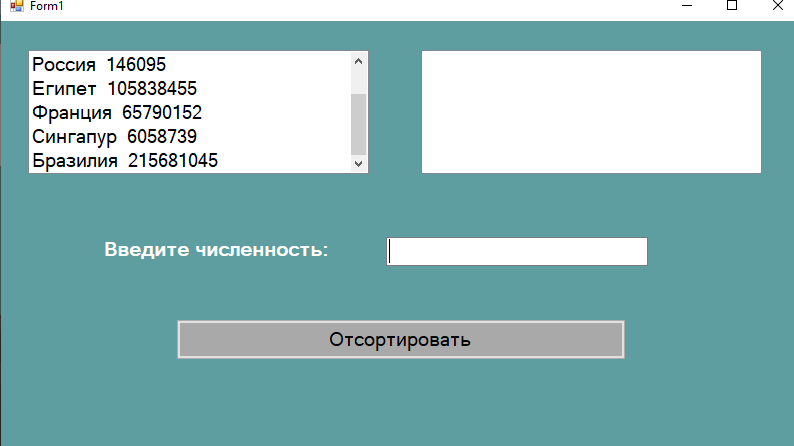 Form1
Россия 146095
Египет 105838455
Франция 65790152
Сингапур 6058739
Бразилия 215681045
Введите численность:
Отсортировать